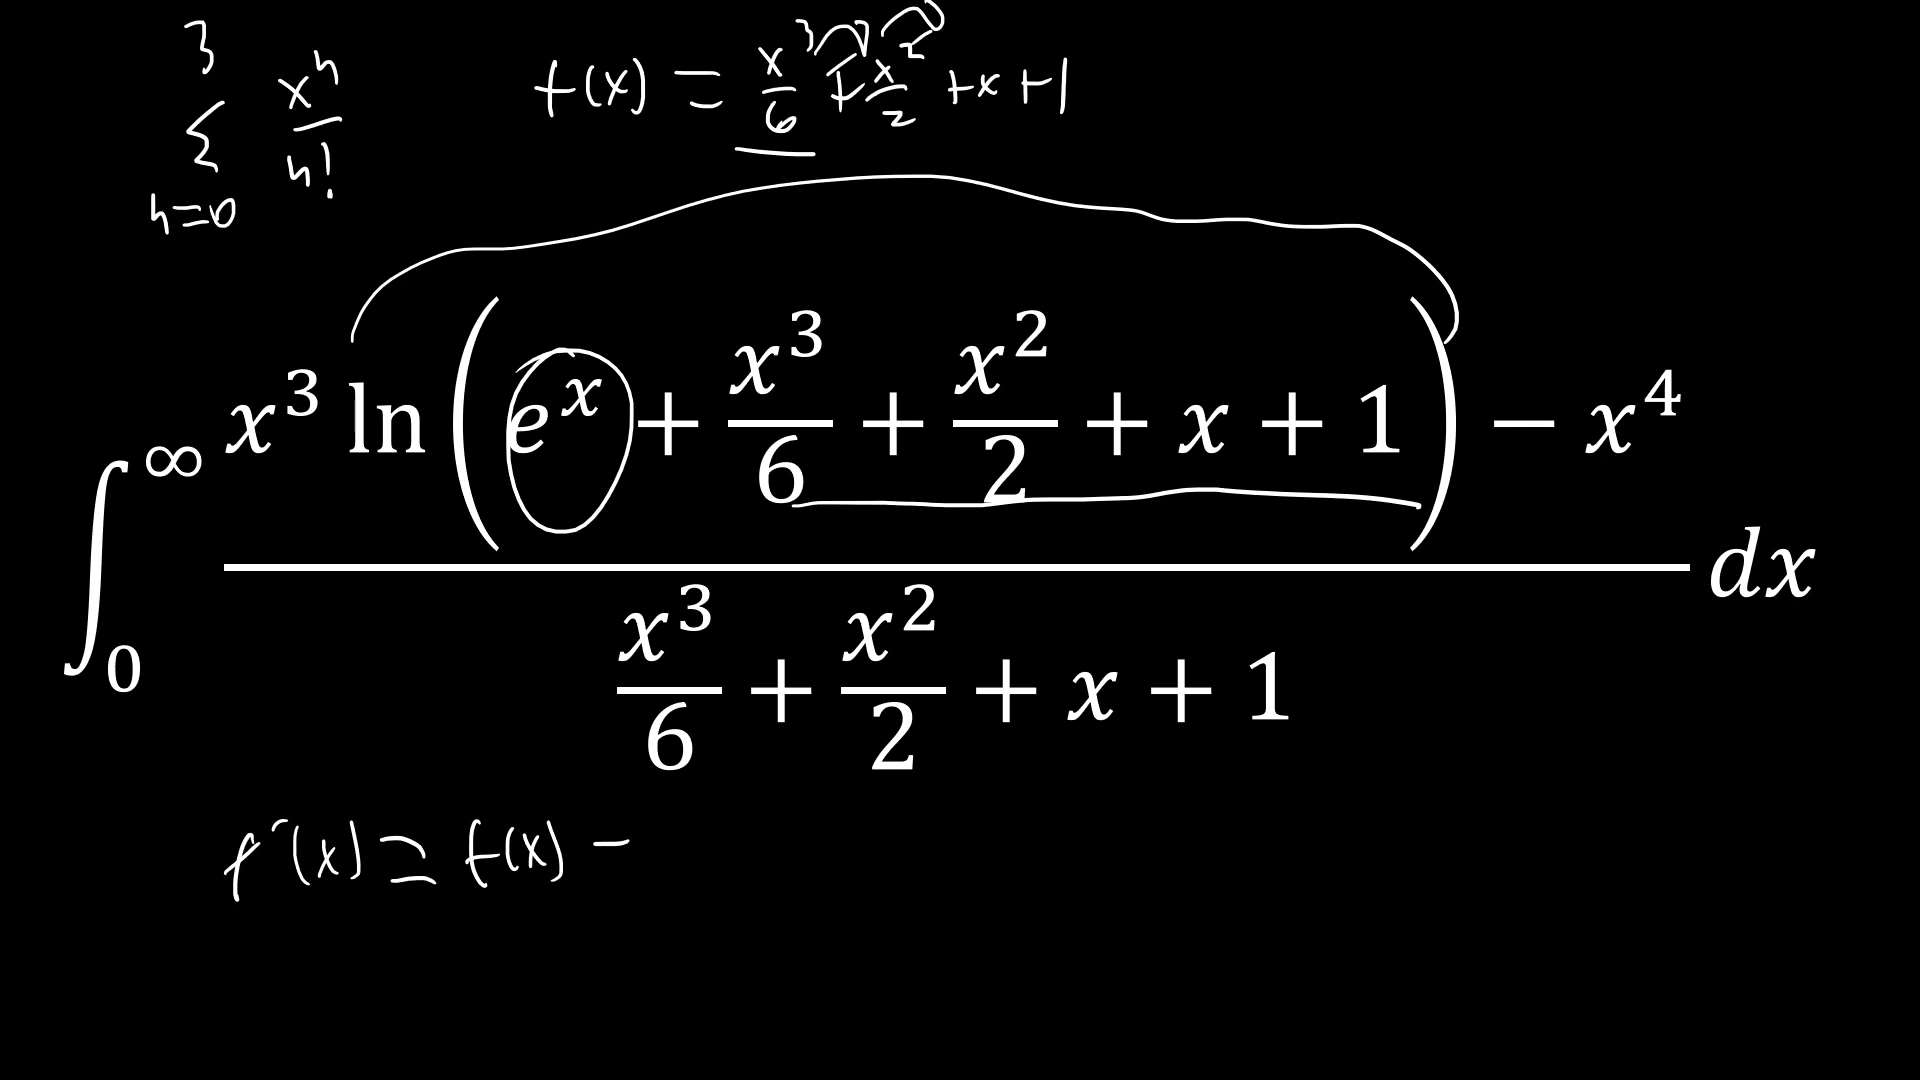 3
Σ xⁿ/n!
n=0
f(x) = x³/6 + x²/2 + x + 1
∫₀^∞ (x³ ln(eˣ + x³/6 + x²/2 + x + 1) − x⁴) / (x³/6 + x²/2 + x + 1) dx
f'(x) = f(x) −